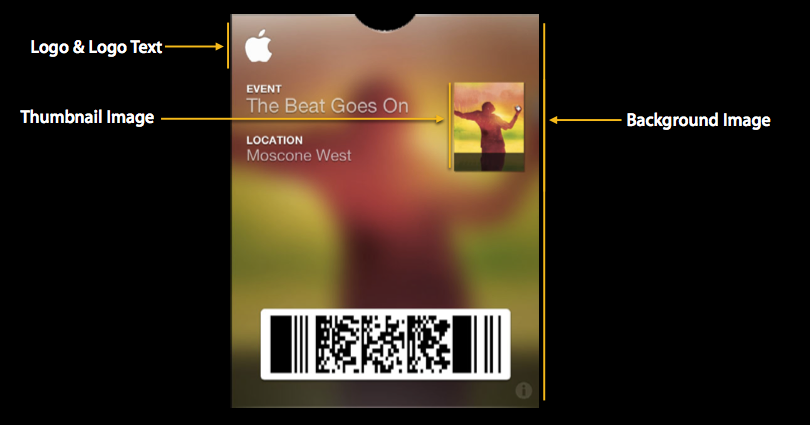 Logo & Logo Text
EVENT
The Beat Goes On
Thumbnail Image
Background Image
LOCATION
Moscone West